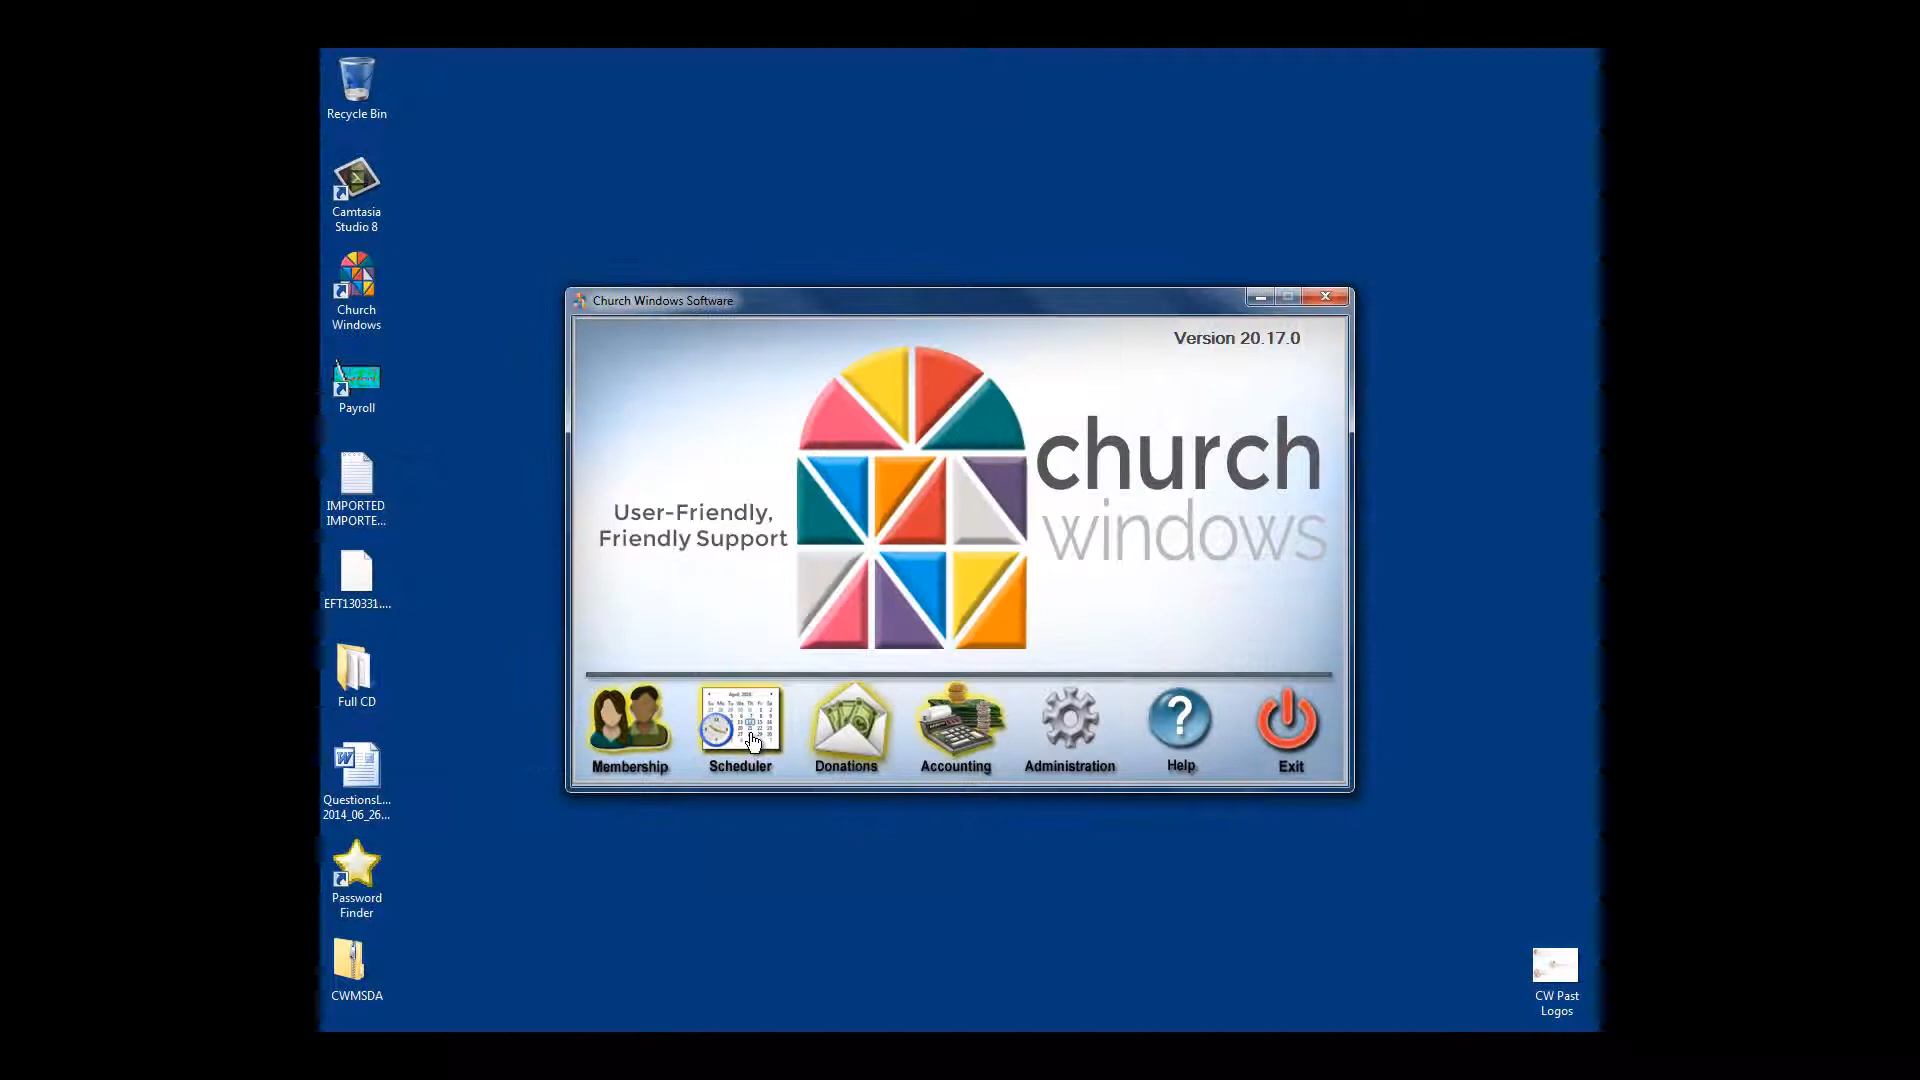 Recycle Bin
Camtasia
Studio 8
Church
Windows
Payroll
IMPORTED
IMPORTE...
EFT130331....
Full CD
QuestionsL...
2014_06_26...
Password
Finder
CWMSDA
Church Windows Software
Version 20.17.0
User-Friendly,
Friendly Support
church
windows
April, 2016
Membership
Scheduler
Donations
Accounting
Administration
Help
Exit
CW Past
Logos